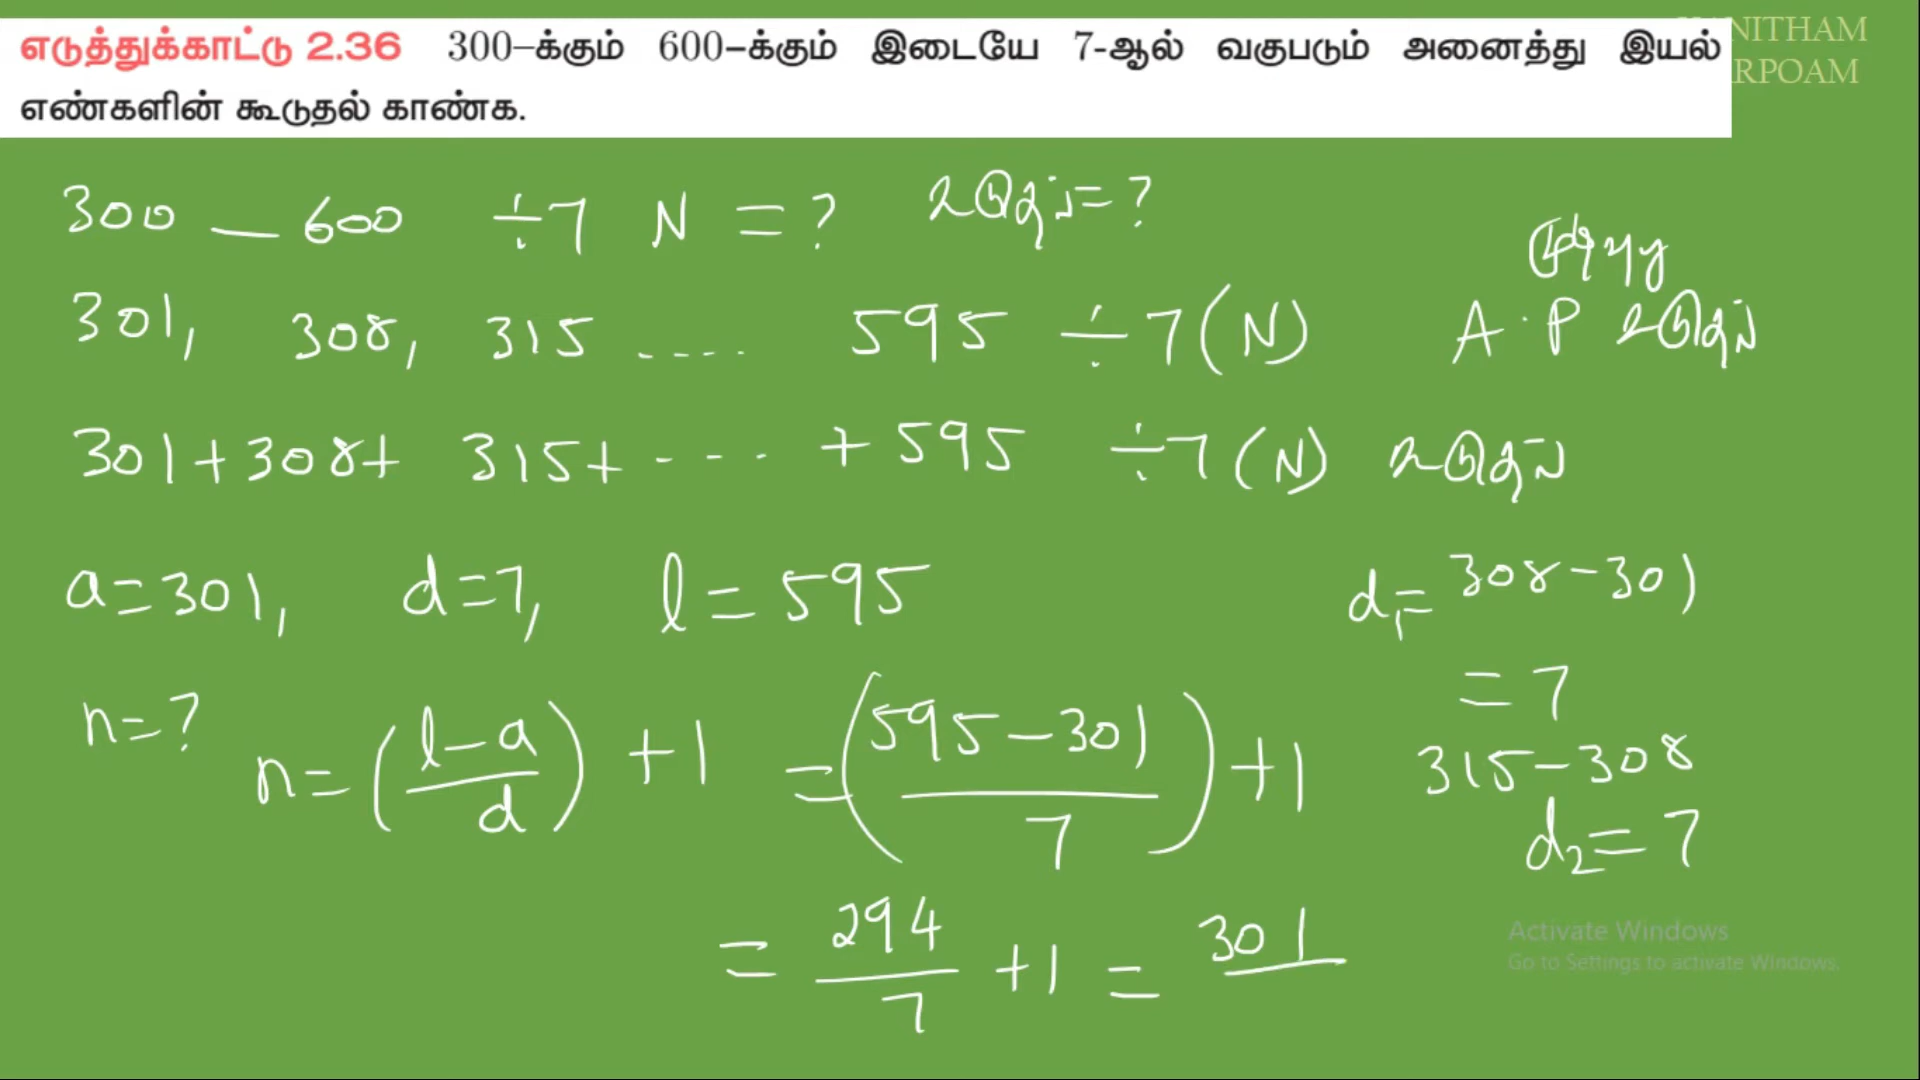 எடுத்துக்காட்டு 2.36 300–க்கும் 600–க்கும் இடையே 7-ஆல் வகுபடும் அனைத்து இயல்
எண்களின் கூடுதல் காண்க.
NITHAM
RPOAM
300 — 600 ÷7 N = ?
301, 308, 315 .... 595 ÷7 (N) A.P
301+308+ 315+ --- +595 ÷7 (N)
a=301, d=7, l=595
d₁=308-301
=7
n=? n=((l-a)/d)+1 =((595-301)/7)+1
315-308
d₂=7
= 294/7 +1 = 301
Activate Windows
Go to Settings to activate Windows.